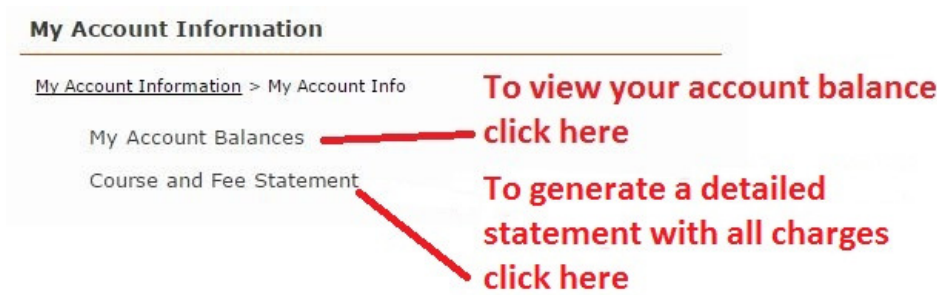 My Account Information
My Account Information > My Account Info
My Account Balances
Course and Fee Statement
To view your account balance
click here
To generate a detailed
statement with all charges
click here